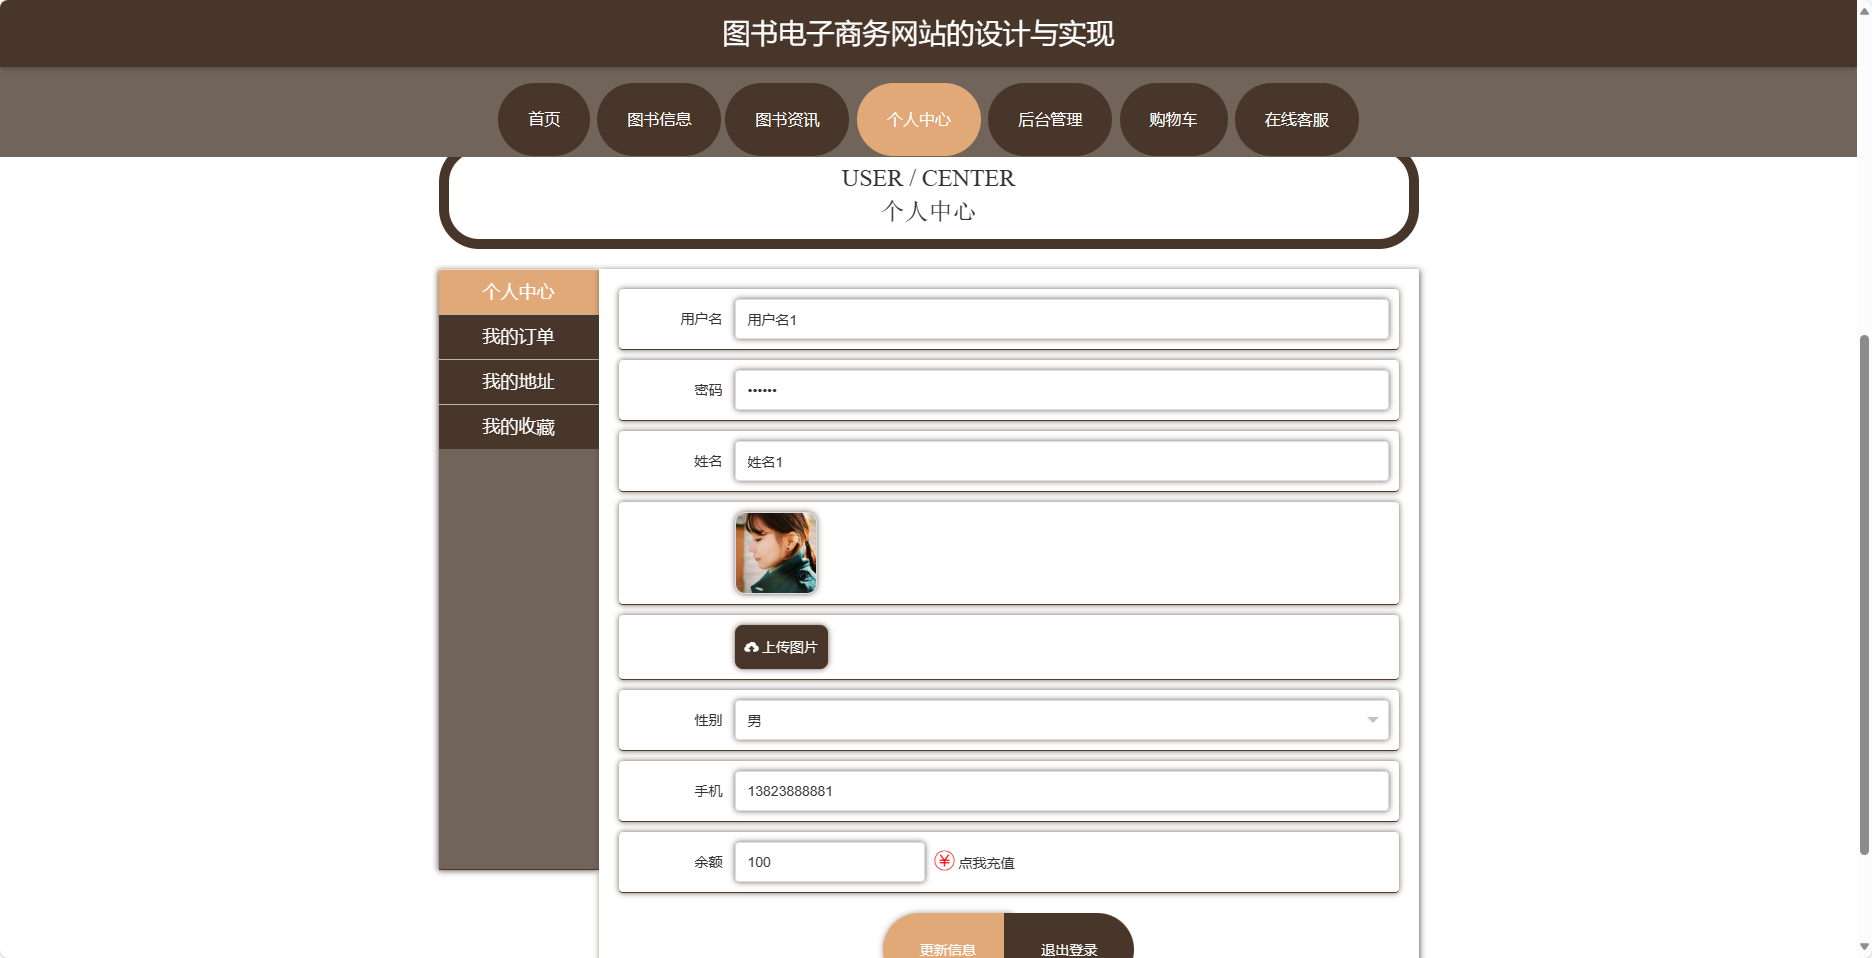 图书电子商务网站的设计与实现
首页 图书信息 图书资讯 个人中心 后台管理 购物车 在线客服
USER / CENTER
个人中心
个人中心
我的订单
我的地址
我的收藏
用户名 用户名1
密码 ••••••
姓名 姓名1
上传图片
性别 男
手机 13823888881
余额 100 点我充值
更新信息 退出登录